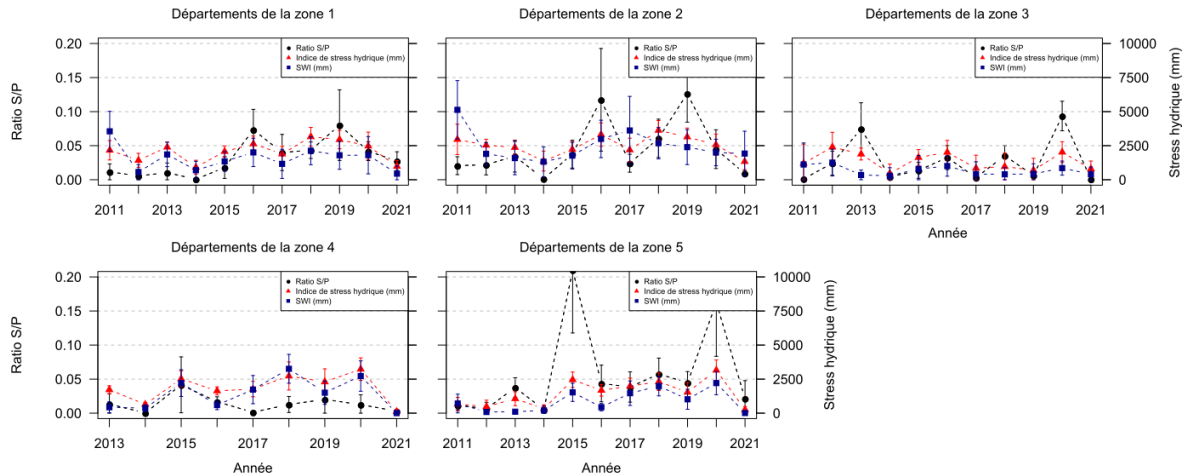 Départements de la zone 1
Ratio S/P
0.20
0.15
0.10
0.05
0.00
Ratio S/P
Indice de stress hydrique (mm)
SWI (mm)
2011 2013 2015 2017 2019 2021
Départements de la zone 2
Ratio S/P
Indice de stress hydrique (mm)
SWI (mm)
2011 2013 2015 2017 2019 2021
Départements de la zone 3
Ratio S/P
Indice de stress hydrique (mm)
SWI (mm)
10000
7500
5000
2500
0
Stress hydrique (mm)
2011 2013 2015 2017 2019 2021
Année
Départements de la zone 4
Ratio S/P
0.20
0.15
0.10
0.05
0.00
Ratio S/P
Indice de stress hydrique (mm)
SWI (mm)
2013 2015 2017 2019 2021
Année
Départements de la zone 5
Ratio S/P
Indice de stress hydrique (mm)
SWI (mm)
10000
7500
5000
2500
0
Stress hydrique (mm)
2011 2013 2015 2017 2019 2021
Année